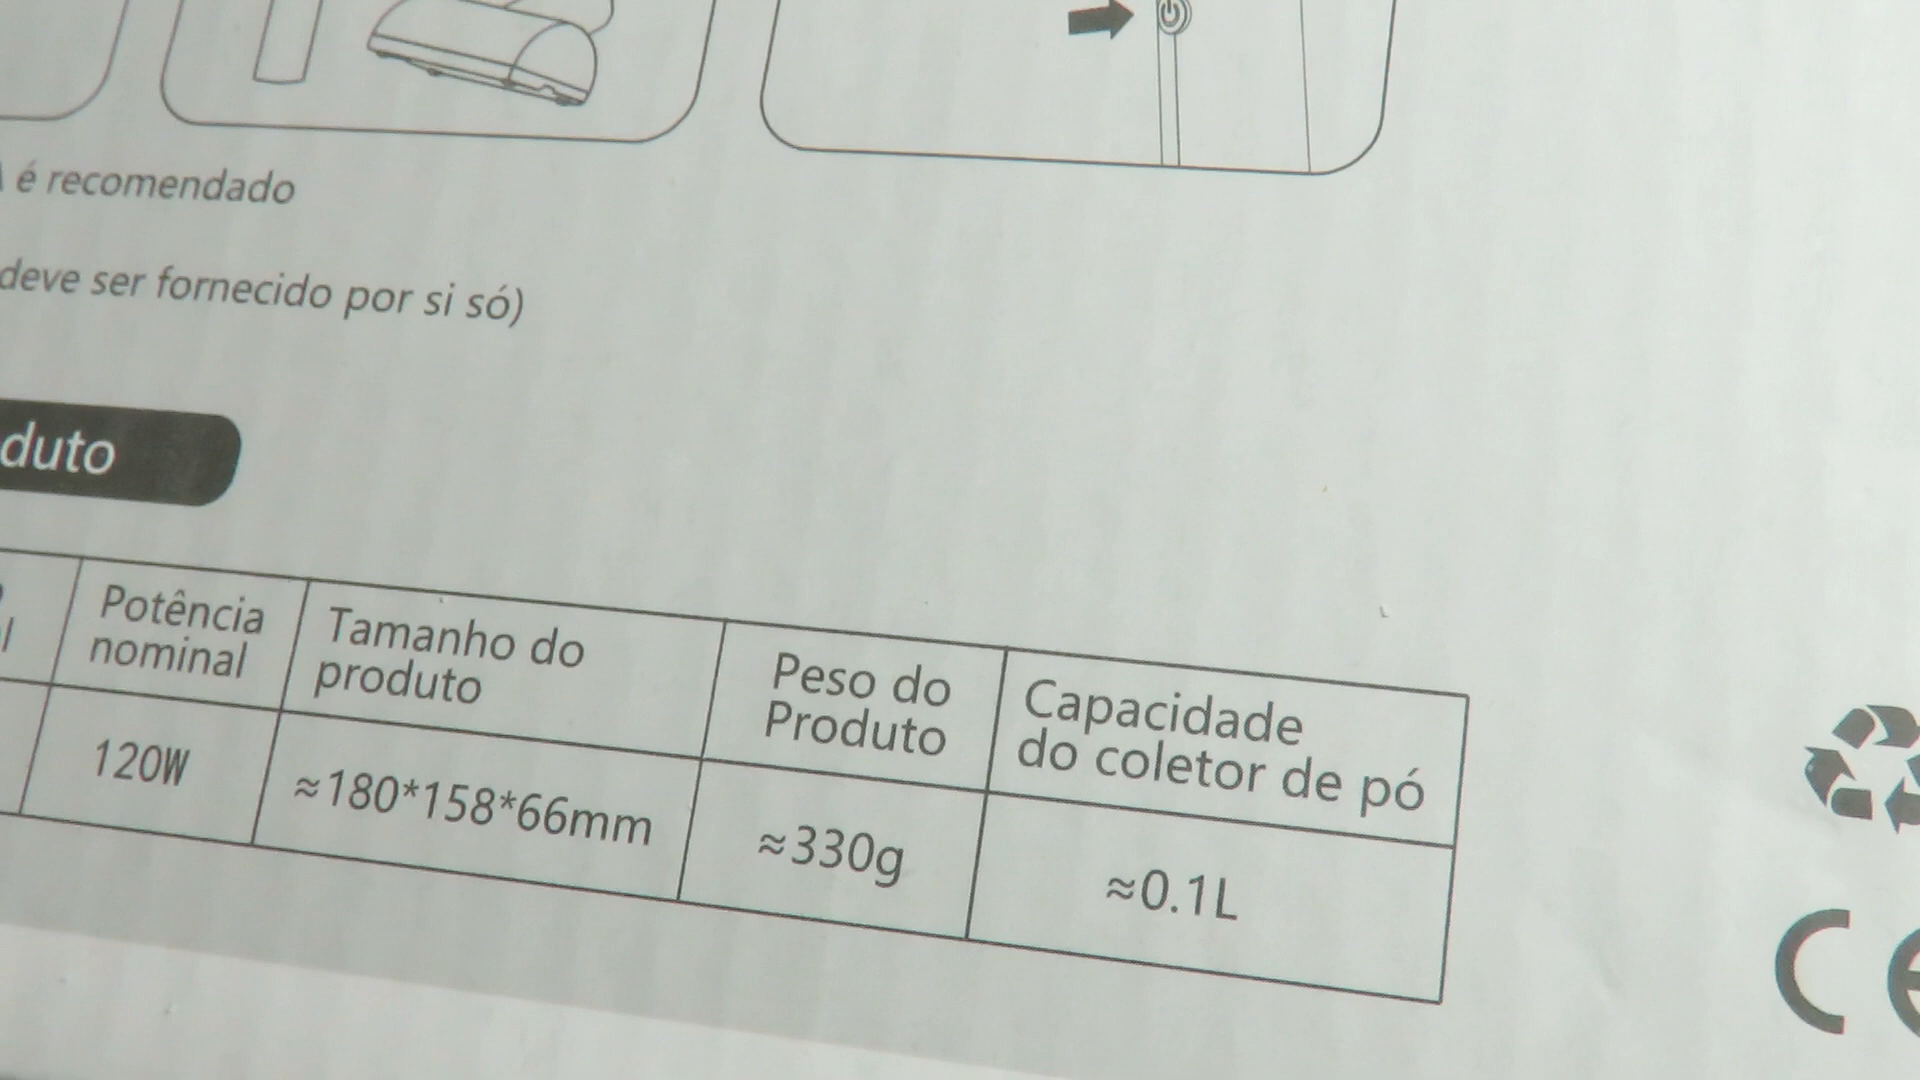 é recomendado
deve ser fornecido por si só)
duto
Potência
nominal
Tamanho do
produto
Peso do
Produto
Capacidade
do coletor de pó
120W
≈180*158*66mm
≈330g
≈0.1L
CE